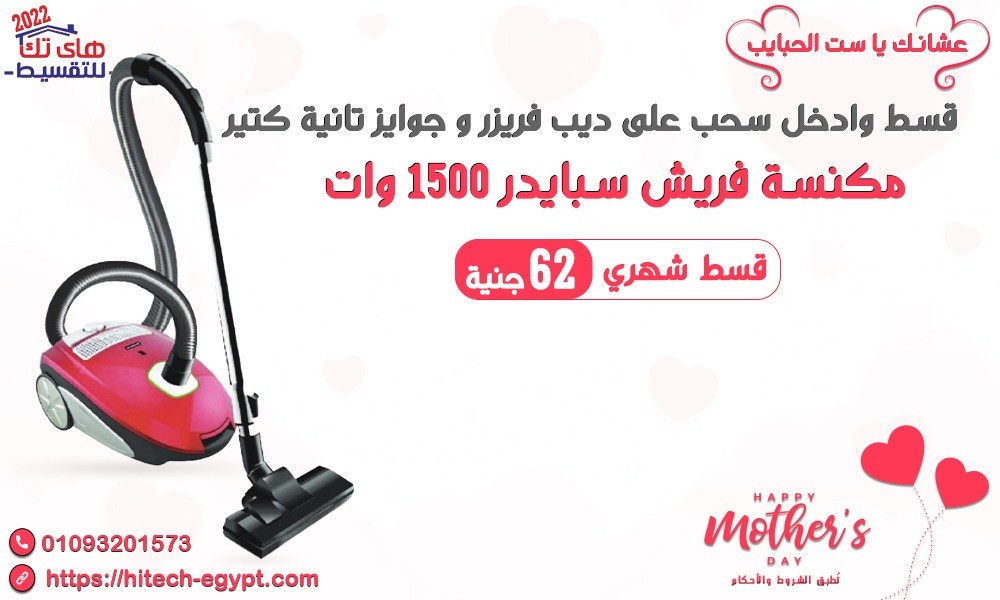 2022
هاى تك
للتقسيط
عشانك يا ست الحبايب
قسط وادخل سحب على ديب فريزر و جوايز تانية كتير
مكنسة فريش سبايدر 1500 وات
قسط شهري 62 جنية
HAPPY
Mother's
DAY
تُطبق الشروط والأحكام
01093201573
https://hitech-egypt.com